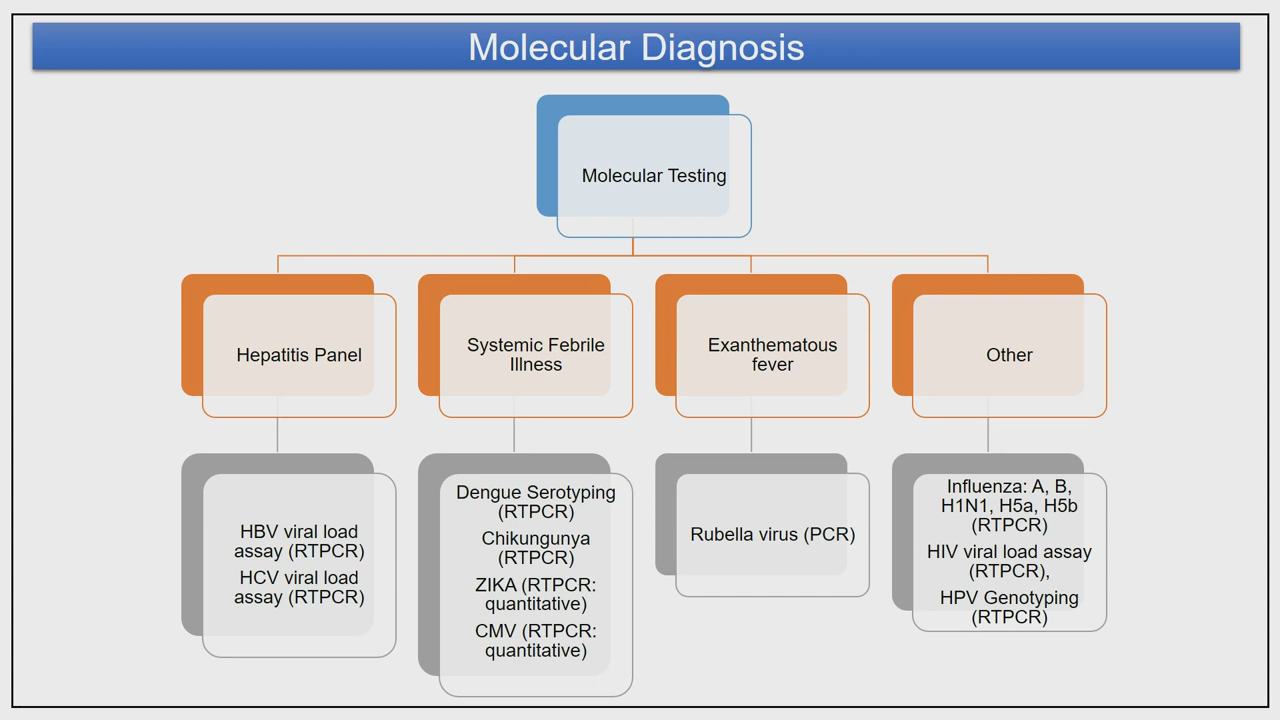 Molecular Diagnosis
Molecular Testing
Hepatitis Panel
Systemic Febrile
Illness
Exanthematous
fever
Other
HBV viral load
assay (RTPCR)
HCV viral load
assay (RTPCR)
Dengue Serotyping
(RTPCR)
Chikungunya
(RTPCR)
ZIKA (RTPCR:
quantitative)
CMV (RTPCR:
quantitative)
Rubella virus (PCR)
Influenza: A, B,
H1N1, H5a, H5b
(RTPCR)
HIV viral load assay
(RTPCR),
HPV Genotyping
(RTPCR)